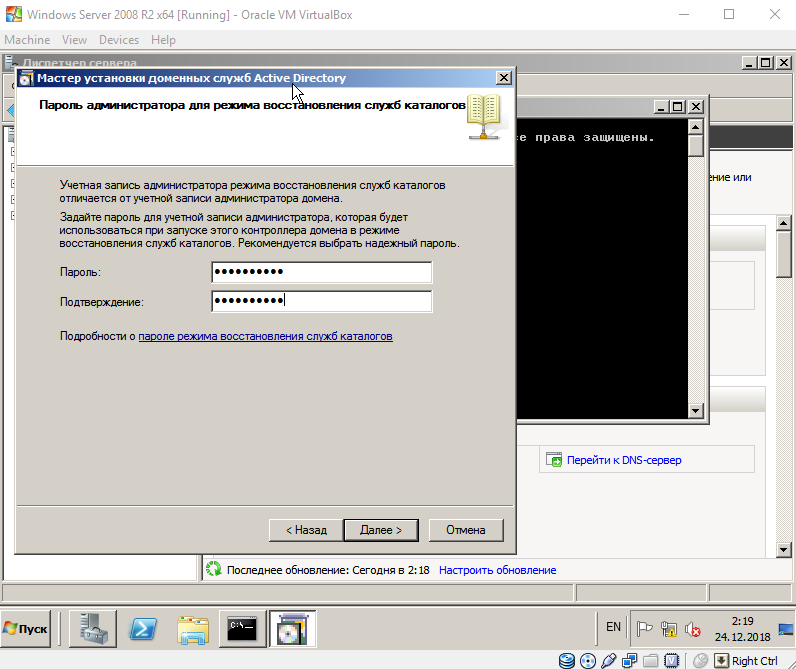 Windows Server 2008 R2 x64 [Running] - Oracle VM VirtualBox
Machine View Devices Help
Диспетчер сервера
Мастер установки доменных служб Active Directory
Пароль администратора для режима восстановления служб каталогов
се права защищены.
ение или
Учетная запись администратора режима восстановления служб каталогов
отличается от учетной записи администратора домена.
Задайте пароль для учетной записи администратора, которая будет
использоваться при запуске этого контроллера домена в режиме
восстановления служб каталогов. Рекомендуется выбрать надежный пароль.
Пароль:
Подтверждение:
Подробности о пароле режима восстановления служб каталогов
Перейти к DNS-сервер
< Назад
Далее >
Отмена
Последнее обновление: Сегодня в 2:18 Настроить обновление
Пуск
EN
2:19
24.12.2018
Right Ctrl